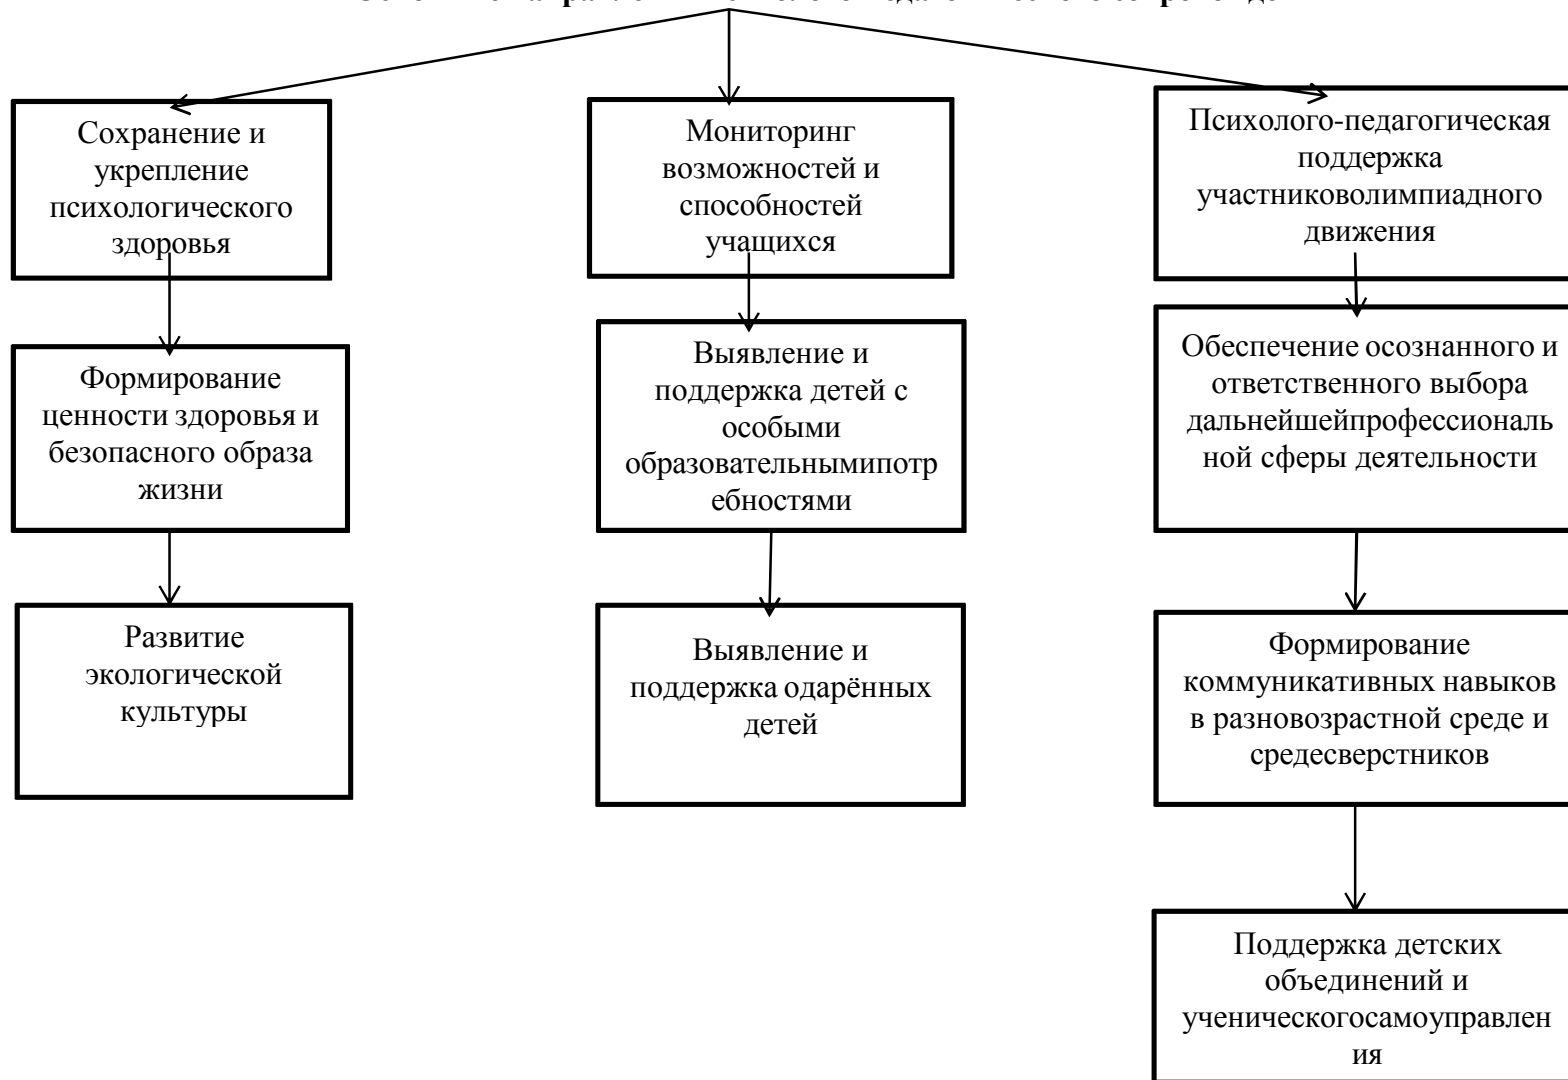 Сохранение и
укрепление
психологического
здоровья
Формирование
ценности здоровья и
безопасного образа
жизни
Развитие
экологической
культуры
Мониторинг
возможностей и
способностей
учащихся
Выявление и
поддержка детей с
особыми
образовательнымипотр
ебностями
Выявление и
поддержка одарённых
детей
Психолого-педагогическая
поддержка
участниковолимпиадного
движения
Обеспечение осознанного и
ответственного выбора
дальнейшейпрофессиональ
ной сферы деятельности
Формирование
коммуникативных навыков
в разновозрастной среде и
средесверстников
Поддержка детских
объединений и
ученическогосамоуправлен
ия